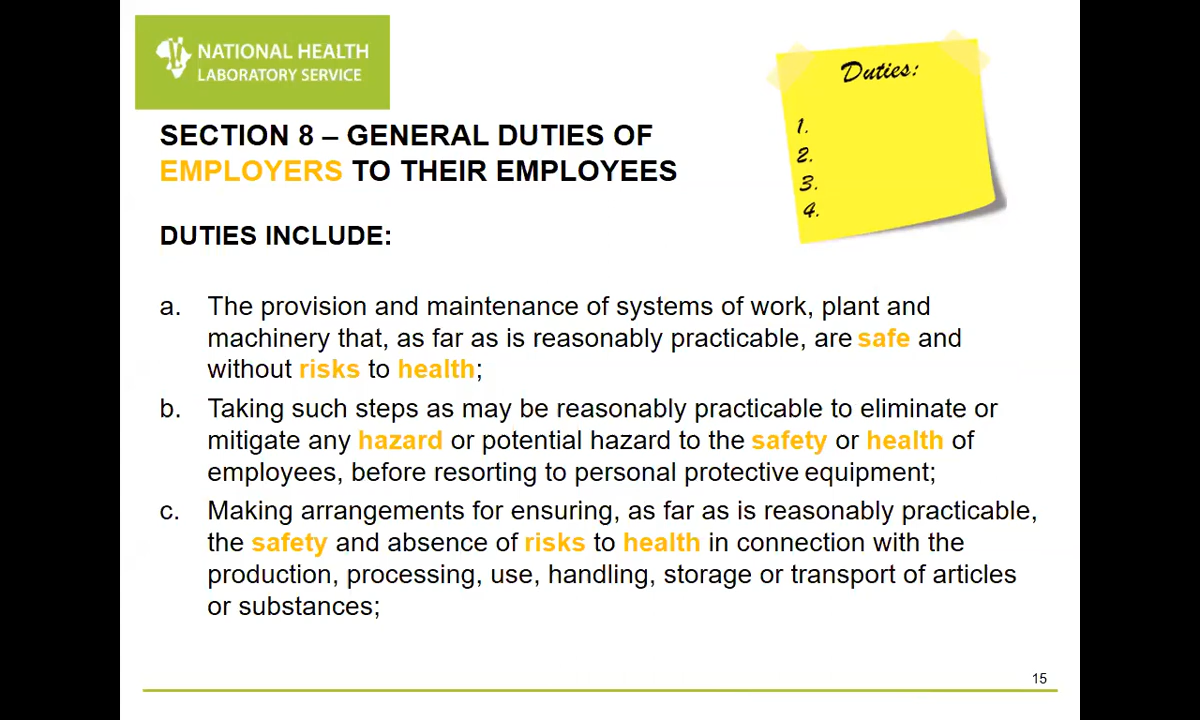 NATIONAL HEALTH
LABORATORY SERVICE
Duties:
1.
2.
3.
4.
SECTION 8 – GENERAL DUTIES OF
EMPLOYERS TO THEIR EMPLOYEES
DUTIES INCLUDE:
a. The provision and maintenance of systems of work, plant and
machinery that, as far as is reasonably practicable, are safe and
without risks to health;
b. Taking such steps as may be reasonably practicable to eliminate or
mitigate any hazard or potential hazard to the safety or health of
employees, before resorting to personal protective equipment;
c. Making arrangements for ensuring, as far as is reasonably practicable,
the safety and absence of risks to health in connection with the
production, processing, use, handling, storage or transport of articles
or substances;
15